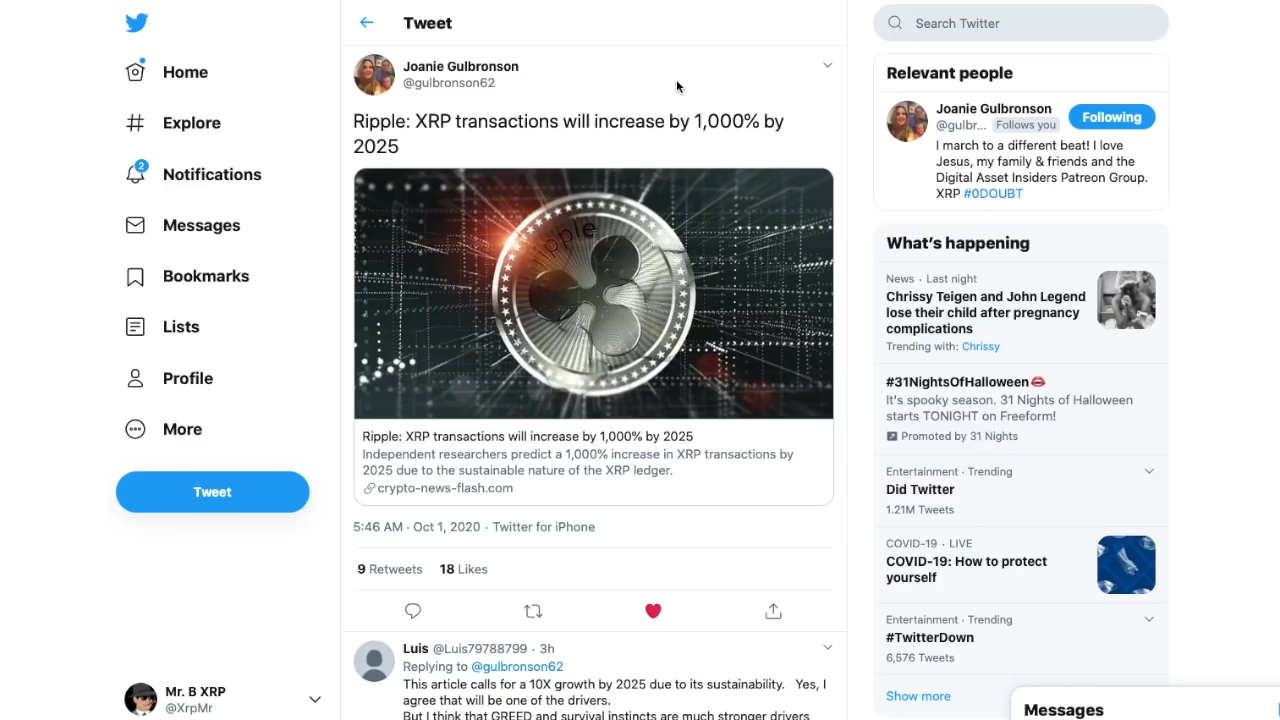 Home
Explore
2
Notifications
Messages
Bookmarks
Lists
Profile
More
Tweet
Mr. B XRP
@XrpMr
Tweet
Joanie Gulbronson
@gulbronson62
Ripple: XRP transactions will increase by 1,000% by
2025
ripple
Ripple: XRP transactions will increase by 1,000% by 2025
Independent researchers predict a 1,000% increase in XRP transactions by
2025 due to the sustainable nature of the XRP ledger.
crypto-news-flash.com
5:46 AM · Oct 1, 2020 · Twitter for iPhone
9 Retweets 18 Likes
Luis @Luis79788799 · 3h
Replying to @gulbronson62
This article calls for a 10X growth by 2025 due to its sustainability. Yes, I
agree that will be one of the drivers.
But I think that GREED and survival instincts are much stronger drivers
Search Twitter
Relevant people
Joanie Gulbronson
@gulbr... Follows you
Following
I march to a different beat! I love
Jesus, my family & friends and the
Digital Asset Insiders Patreon Group.
XRP #0DOUBT
What's happening
News · Last night
Chrissy Teigen and John Legend
lose their child after pregnancy
complications
Trending with: Chrissy
#31NightsOfHalloween
It's spooky season. 31 Nights of Halloween
starts TONIGHT on Freeform!
Promoted by 31 Nights
Entertainment · Trending
Did Twitter
1.21M Tweets
COVID-19 · LIVE
COVID-19: How to protect
yourself
Entertainment · Trending
#TwitterDown
6,576 Tweets
Show more
Messages